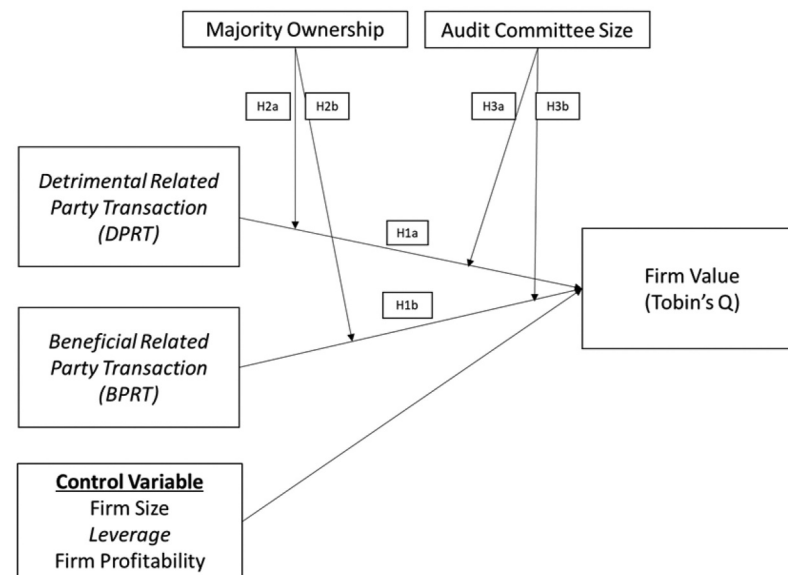 Majority Ownership
Audit Committee Size
H2a
H2b
H3a
H3b
Detrimental Related
Party Transaction
(DPRT)
H1a
Firm Value
(Tobin's Q)
H1b
Beneficial Related
Party Transaction
(BPRT)
Control Variable
Firm Size
Leverage
Firm Profitability